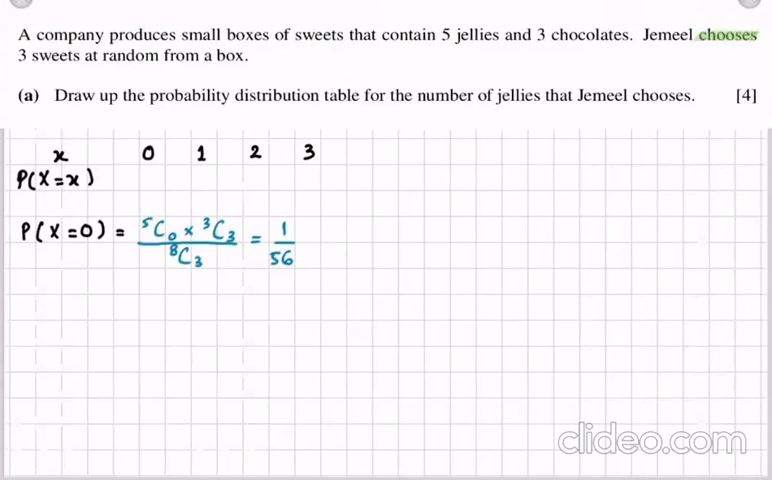 A company produces small boxes of sweets that contain 5 jellies and 3 chocolates. Jemeel chooses
3 sweets at random from a box.
(a) Draw up the probability distribution table for the number of jellies that Jemeel chooses. [4]
x 0 1 2 3
P(X=x)
P(X=0) = ⁵C₀ × ³C₃ / ⁸C₃ = 1/56
clideo.com